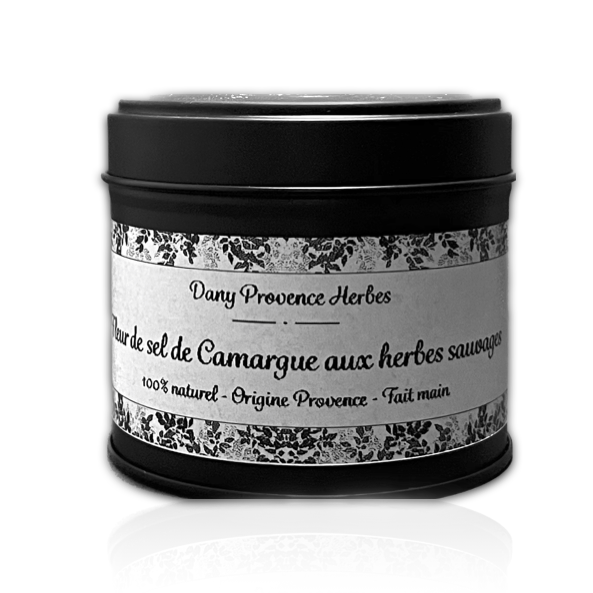 Dany Provence Herbes
Fleur de sel de Camargue aux herbes sauvages
100% naturel - Origine Provence - Fait main